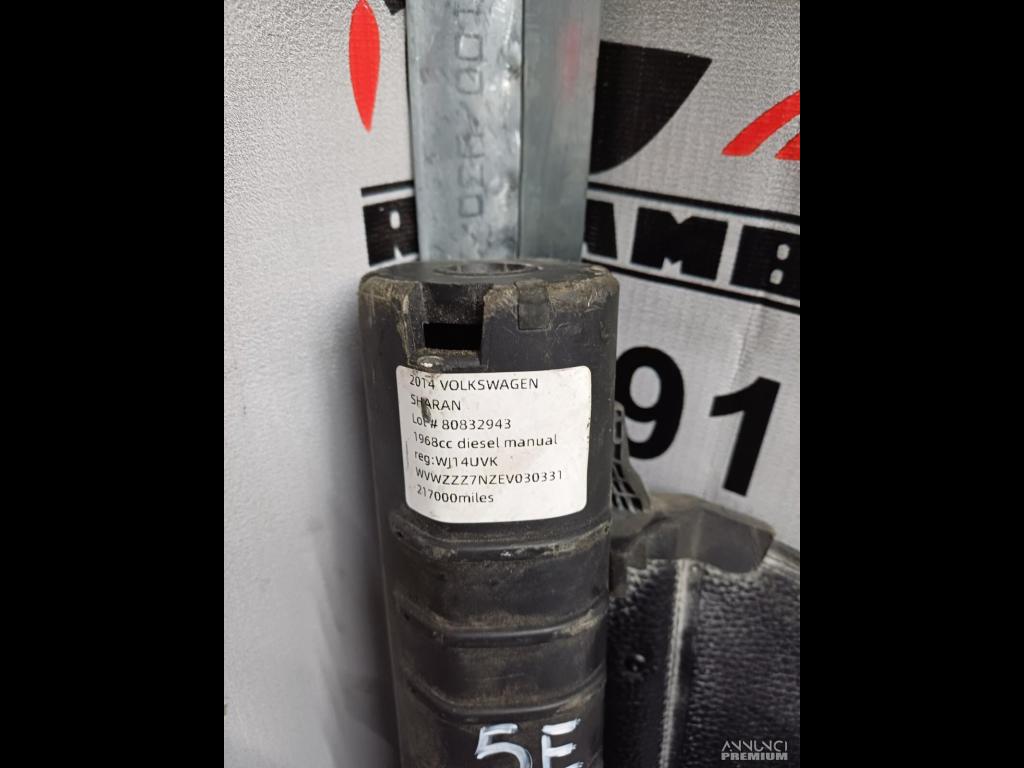 2014 VOLKSWAGEN
SHARAN
Lot# 80832943
1968cc diesel manual
reg:WJ14UVK
WVWZZZ7NZEV030331
217000miles
5E
91
ANNUNCI
PREMIUM